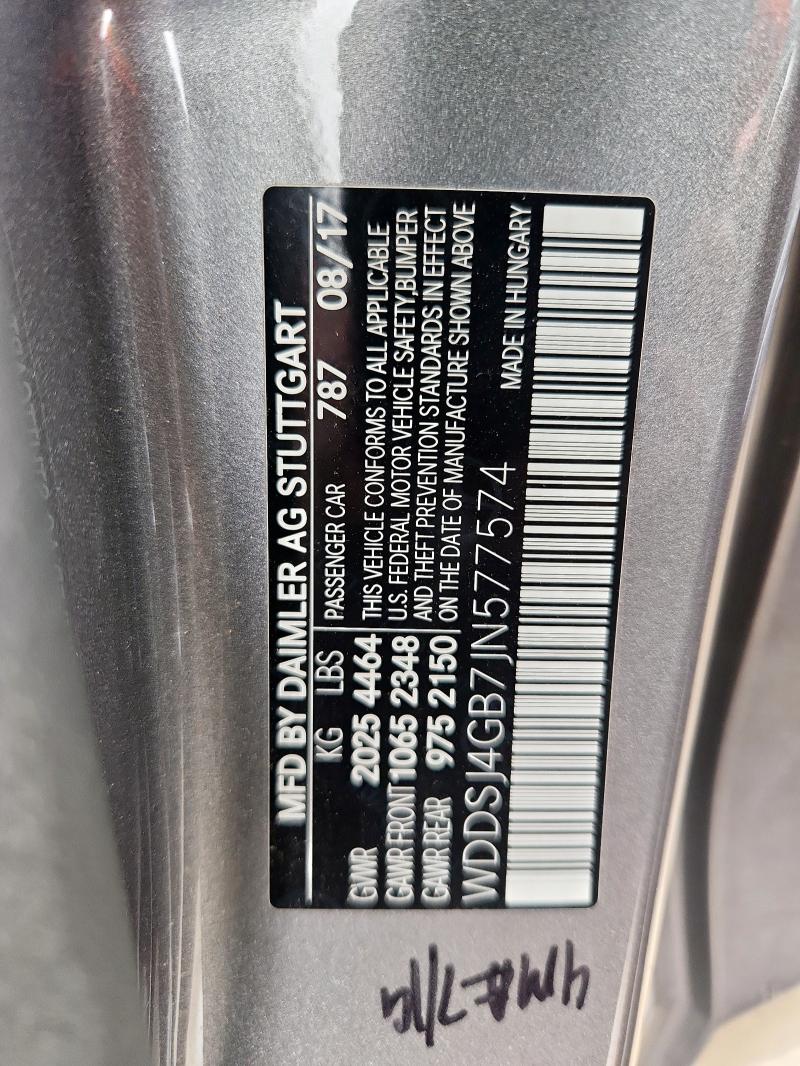 MFD BY DAIMLER AG STUTTGART
KG LBS
GVWR 2025 4464
GAWR FRONT 1065 2348
GAWR REAR 975 2150
PASSENGER CAR 787 08/17
THIS VEHICLE CONFORMS TO ALL APPLICABLE
U.S. FEDERAL MOTOR VEHICLE SAFETY,BUMPER
AND THEFT PREVENTION STANDARDS IN EFFECT
ON THE DATE OF MANUFACTURE SHOWN ABOVE
WDDSJ4GB7JN577574
MADE IN HUNGARY